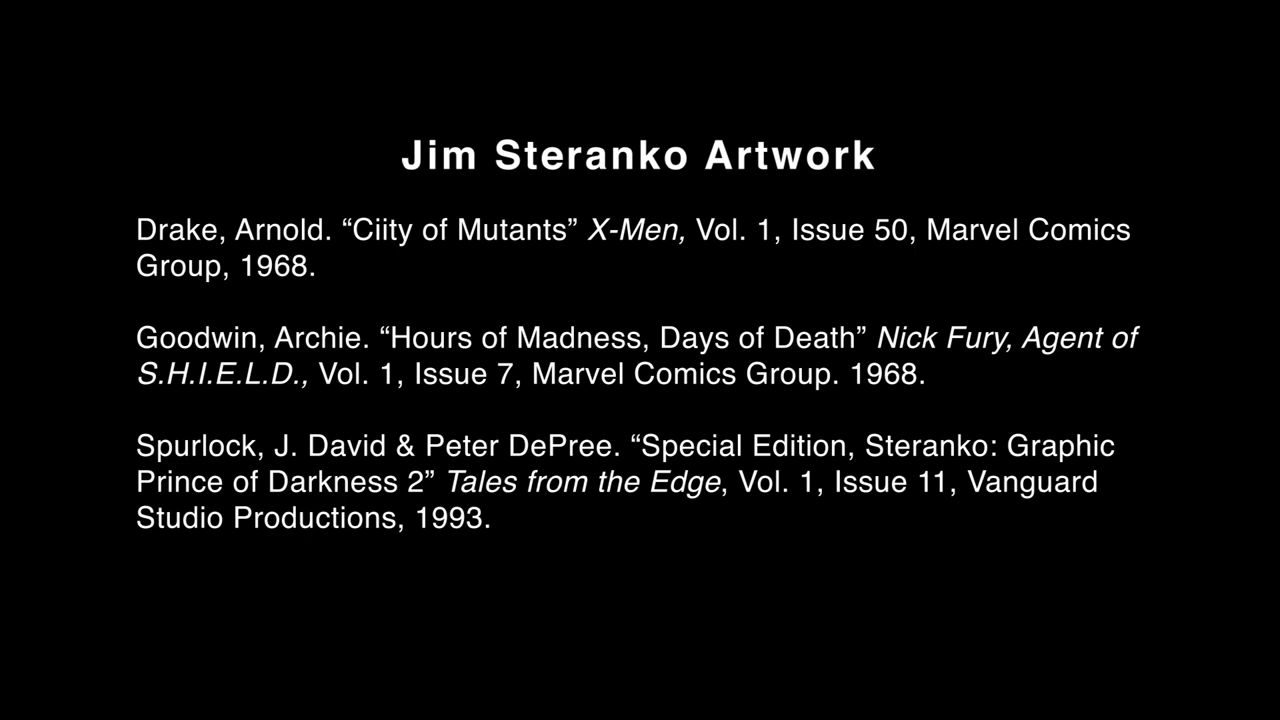 Jim Steranko Artwork
Drake, Arnold. “Ciity of Mutants” X-Men, Vol. 1, Issue 50, Marvel Comics
Group, 1968.
Goodwin, Archie. “Hours of Madness, Days of Death” Nick Fury, Agent of
S.H.I.E.L.D., Vol. 1, Issue 7, Marvel Comics Group. 1968.
Spurlock, J. David & Peter DePree. “Special Edition, Steranko: Graphic
Prince of Darkness 2” Tales from the Edge, Vol. 1, Issue 11, Vanguard
Studio Productions, 1993.